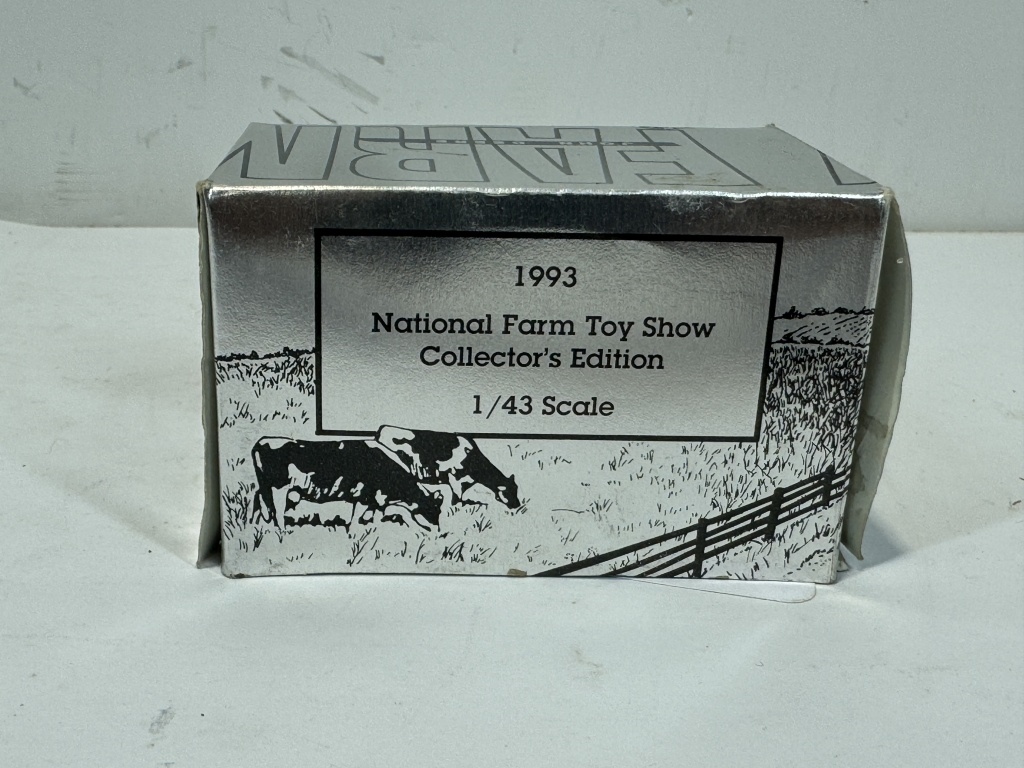 1993
National Farm Toy Show
Collector's Edition
1/43 Scale